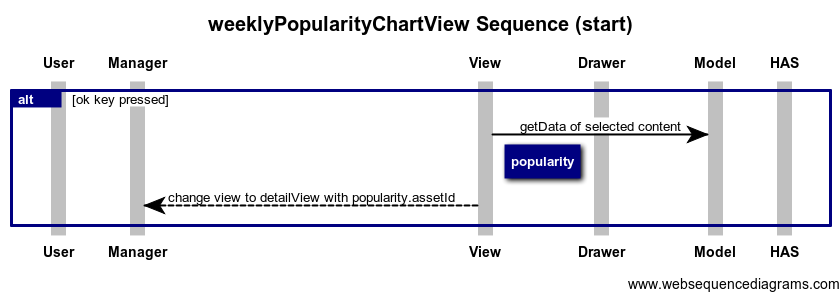 weeklyPopularityChartView Sequence (start)
User Manager View Drawer Model HAS
alt [ok key pressed]
getData of selected content
popularity
change view to detailView with popularity.assetId
User Manager View Drawer Model HAS
www.websequencediagrams.com